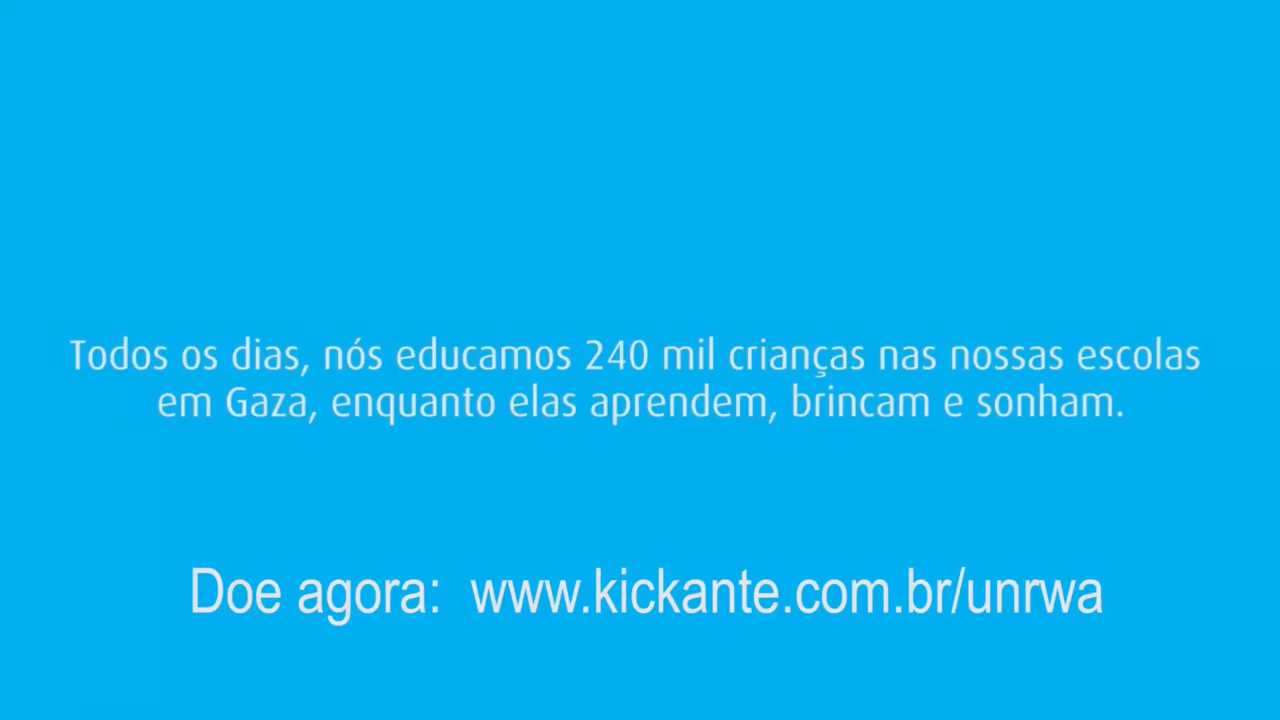 Todos os dias, nós educamos 240 mil crianças nas nossas escolas
em Gaza, enquanto elas aprendem, brincam e sonham.
Doe agora: www.kickante.com.br/unrwa